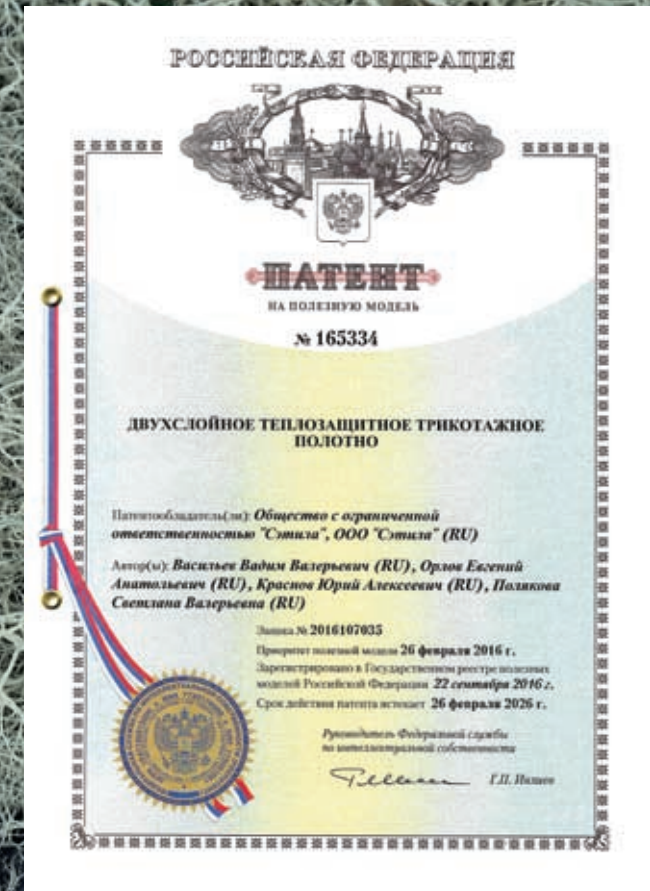 РОССИЙСКАЯ ФЕДЕРАЦИЯ
ПАТЕНТ
НА ПОЛЕЗНУЮ МОДЕЛЬ
№ 165334
ДВУХСЛОЙНОЕ ТЕПЛОЗАЩИТНОЕ ТРИКОТАЖНОЕ
ПОЛОТНО
Патентообладатель(ли): Общество с ограниченной
ответственностью "Сэтила", ООО "Сэтила" (RU)
Автор(ы): Васильев Вадим Валерьевич (RU), Орлов Евгений
Анатольевич (RU), Краснов Юрий Алексеевич (RU), Полякова
Светлана Валерьевна (RU)
Заявка № 2016107035
Приоритет полезной модели 26 февраля 2016 г.
Зарегистрировано в Государственном реестре полезных
моделей Российской Федерации 22 сентября 2016 г.
Срок действия патента истекает 26 февраля 2026 г.
Руководитель Федеральной службы
по интеллектуальной собственности
Г.П. Ивлиев